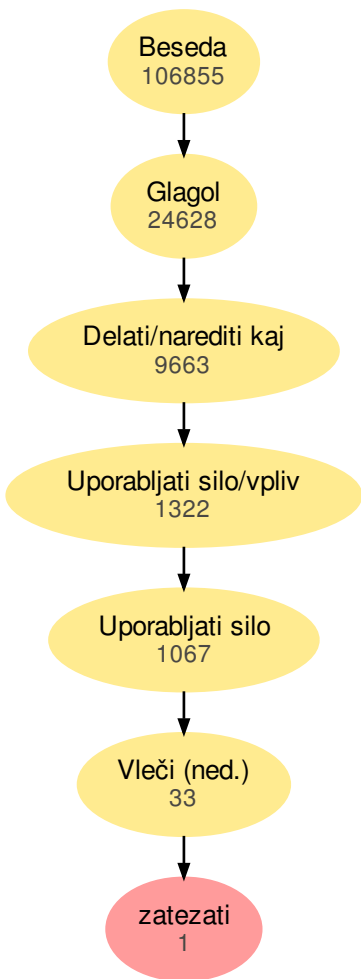 Beseda
106855
Glagol
24628
Delati/narediti kaj
9663
Uporabljati silo/vpliv
1322
Uporabljati silo
1067
Vleči (ned.)
33
zatezati
1